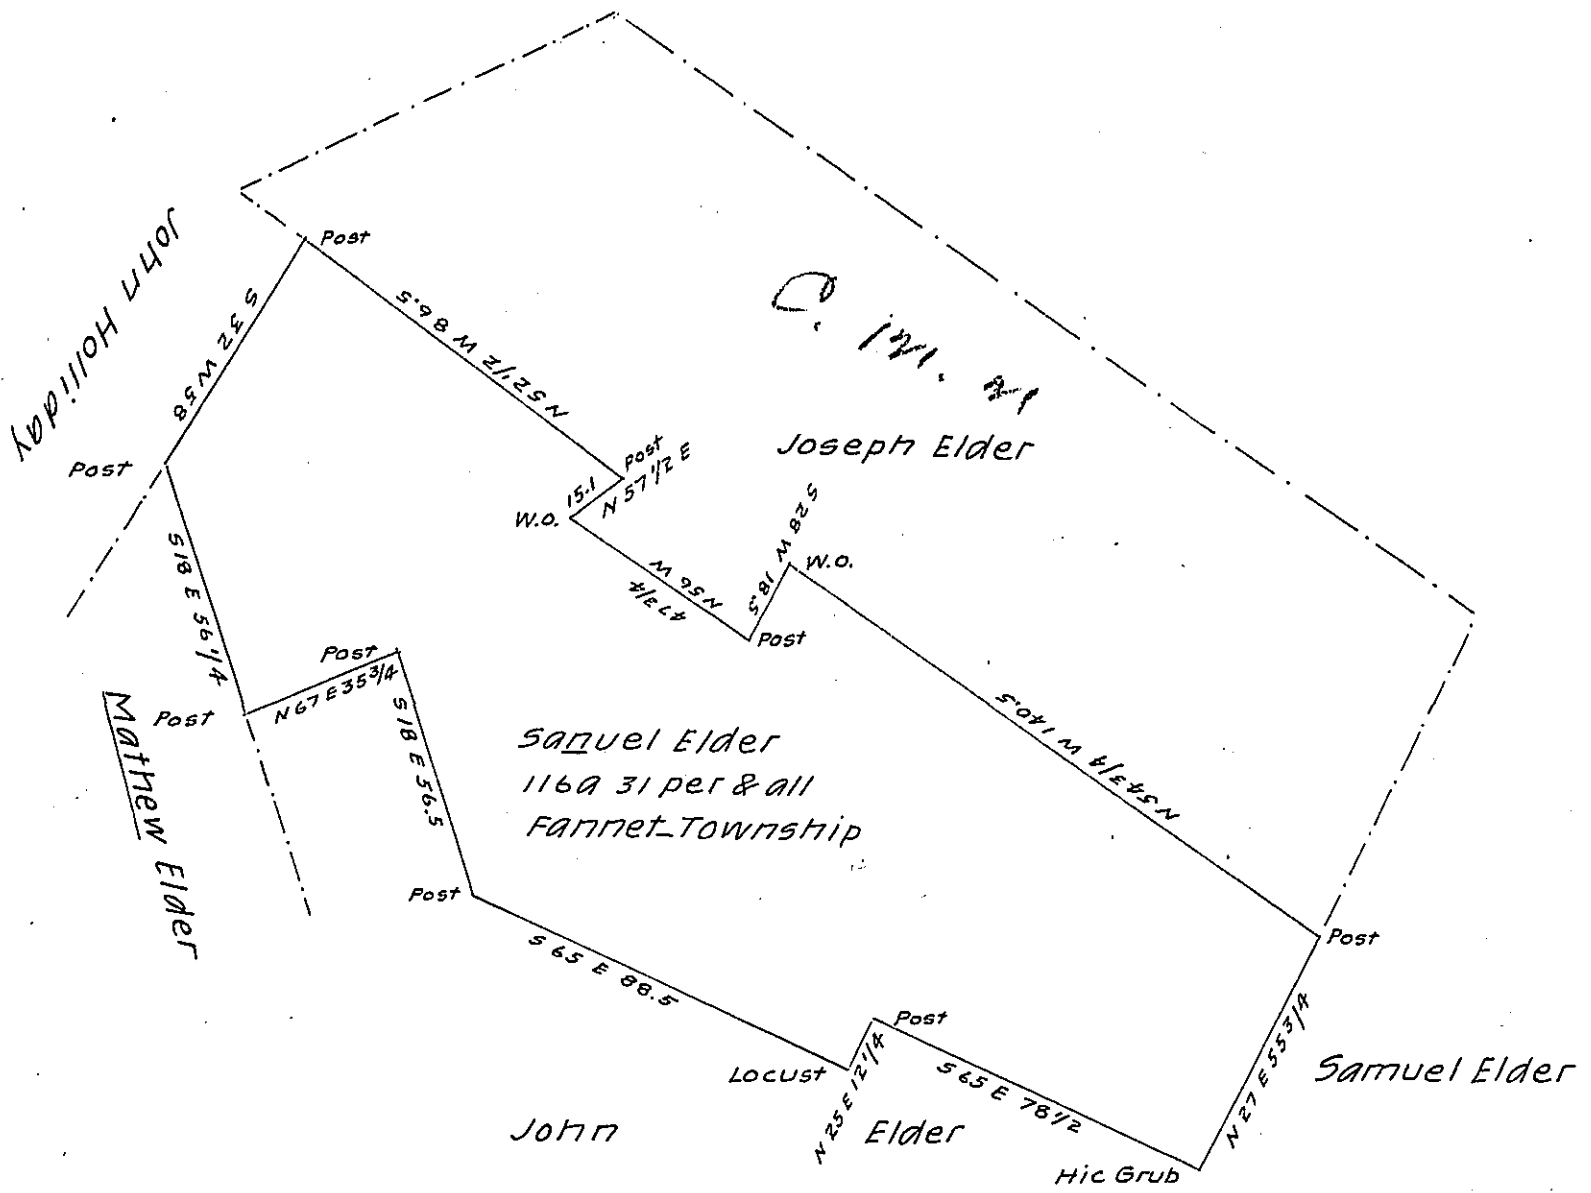 John Holliday
Post
S 32 W 58
N 52 1/2 W 86.5
Post
Post
15.1
N 57 1/2 E
W.O.
Joseph Elder
N 56 W
47 3/4
S 28 W 18.5
W.O.
Post
S 18 E 56 1/4
Post
Post
N 67 E 35 3/4
S 18 E 56.5
Mathew Elder
Sanuel Elder
116a 31 per & all
Fannet Township
N 54 3/4 W 140.5
Post
Post
S 65 E 88.5
Post
Locust
N 25 E 12 1/4
S 65 E 78 1/2
N 27 E 55 3/4
Samuel Elder
John Elder
Hic Grub